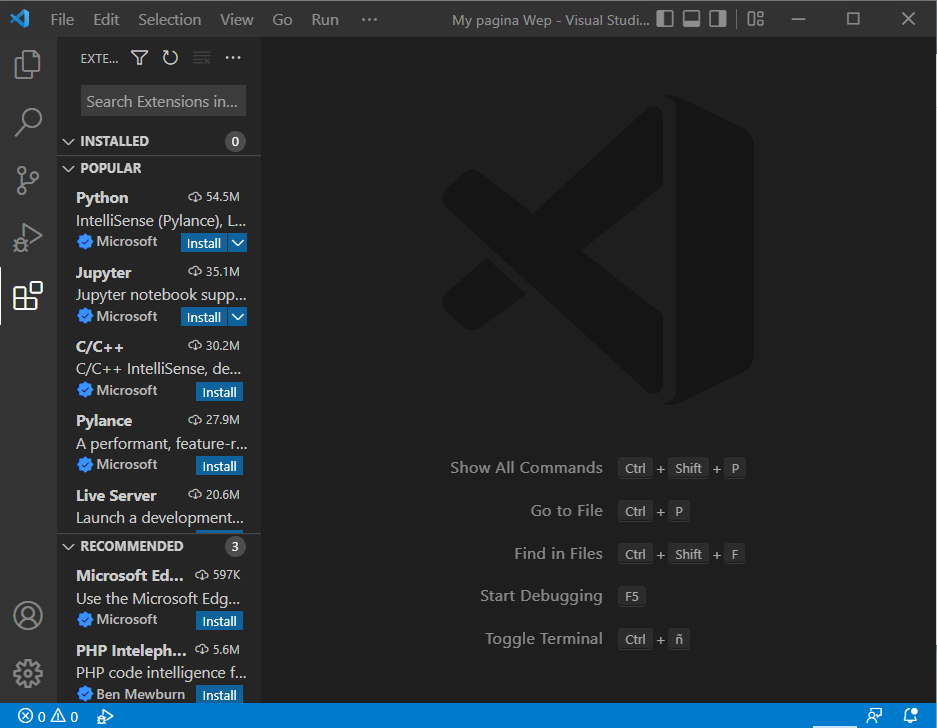 File Edit Selection View Go Run ··· My pagina Wep - Visual Studi...
EXTE... ···
Search Extensions in...
INSTALLED 0
POPULAR
Python 54.5M
IntelliSense (Pylance), L...
Microsoft Install
Jupyter 35.1M
Jupyter notebook supp...
Microsoft Install
C/C++ 30.2M
C/C++ IntelliSense, de...
Microsoft Install
Pylance 27.9M
A performant, feature-r...
Microsoft Install
Live Server 20.6M
Launch a development...
RECOMMENDED 3
Microsoft Ed... 597K
Use the Microsoft Edg...
Microsoft Install
PHP Inteleph... 5.6M
PHP code intelligence f...
Ben Mewburn Install
Show All Commands Ctrl + Shift + P
Go to File Ctrl + P
Find in Files Ctrl + Shift + F
Start Debugging F5
Toggle Terminal Ctrl + ñ
0 0